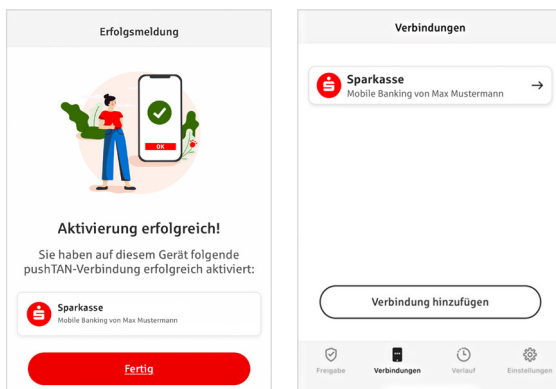 Erfolgsmeldung
OK
Aktivierung erfolgreich!
Sie haben auf diesem Gerät folgende
pushTAN-Verbindung erfolgreich aktiviert:
Sparkasse
Mobile Banking von Max Mustermann
Fertig
Verbindungen
Sparkasse
Mobile Banking von Max Mustermann
Verbindung hinzufügen
Freigabe
Verbindungen
Verlauf
Einstellungen